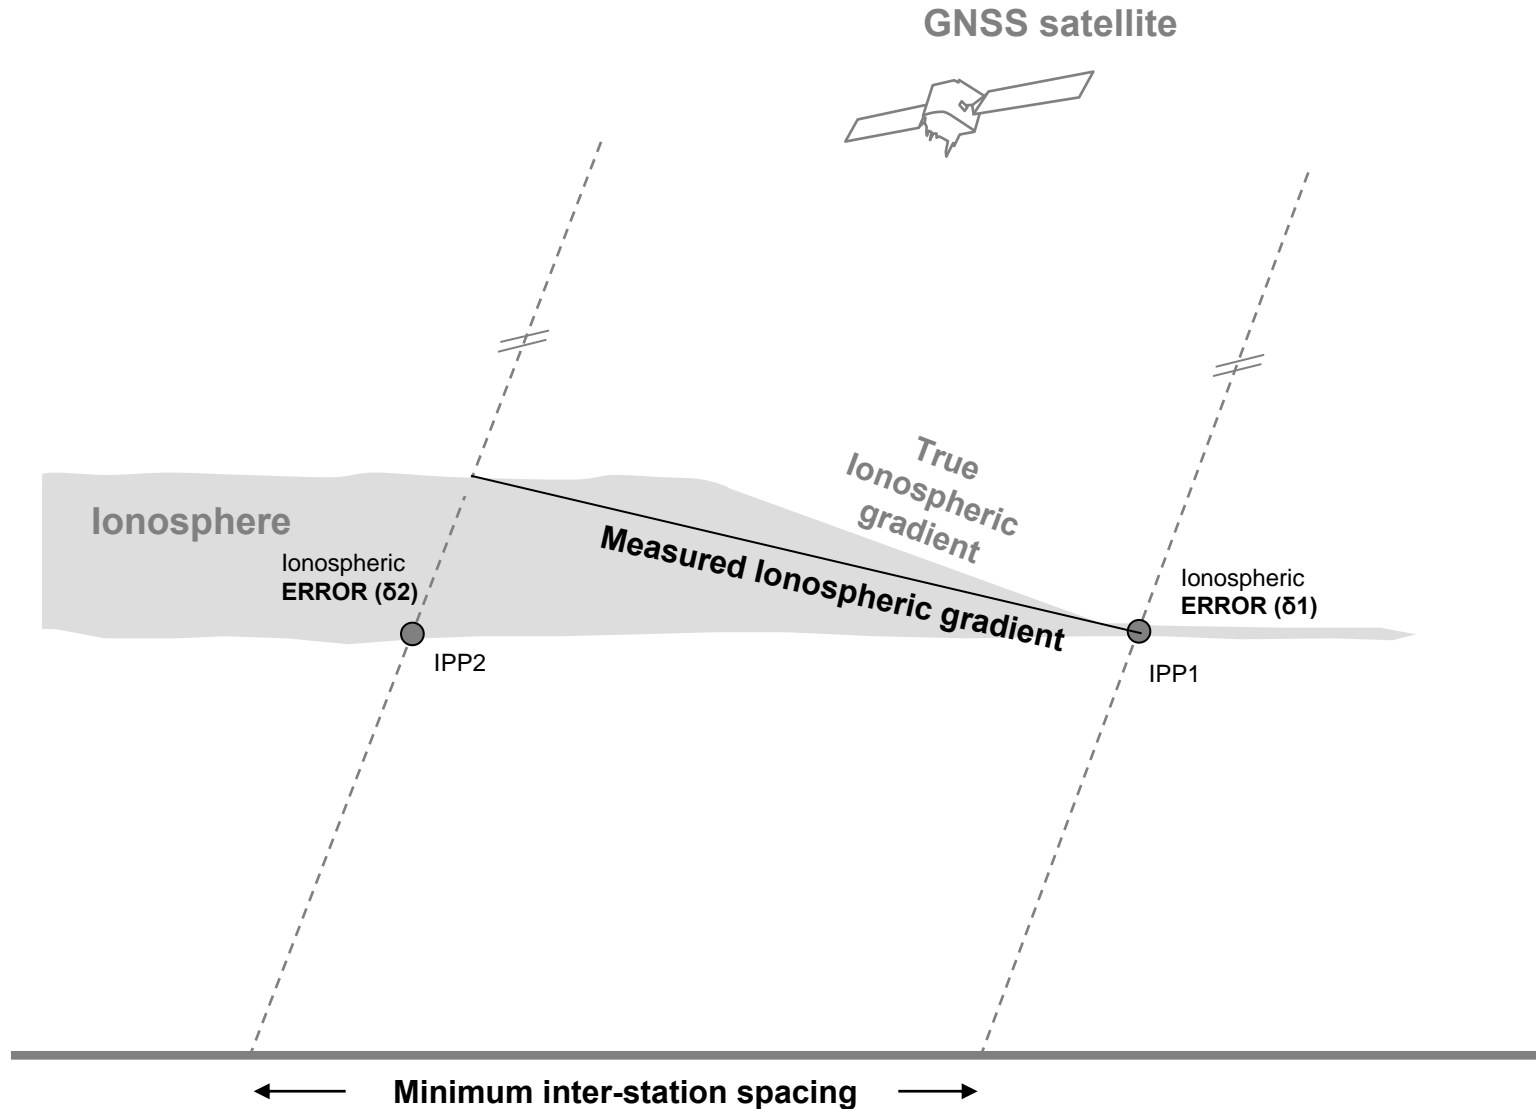 GNSS satellite
True
Ionospheric
gradient
Ionosphere
Measured Ionospheric gradient
Ionospheric
ERROR (δ2)
Ionospheric
ERROR (δ1)
IPP2
IPP1
Minimum inter-station spacing